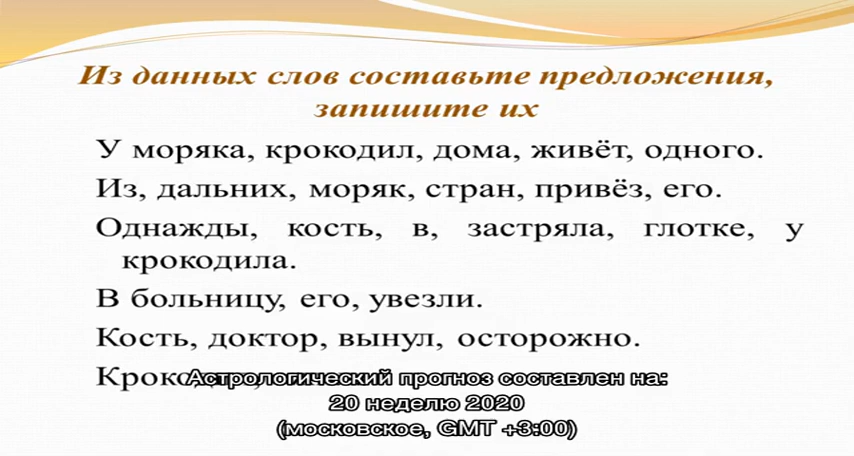 Из данных слов составьте предложения,
запишите их
У моряка, крокодил, дома, живёт, одного.
Из, дальних, моряк, стран, привёз, его.
Однажды, кость, в, застряла, глотке, у
крокодила.
В больницу, его, увезли.
Кость, доктор, вынул, осторожно.
Астрологический прогноз составлен на:
20 неделю 2020
(московское, GMT +3:00)